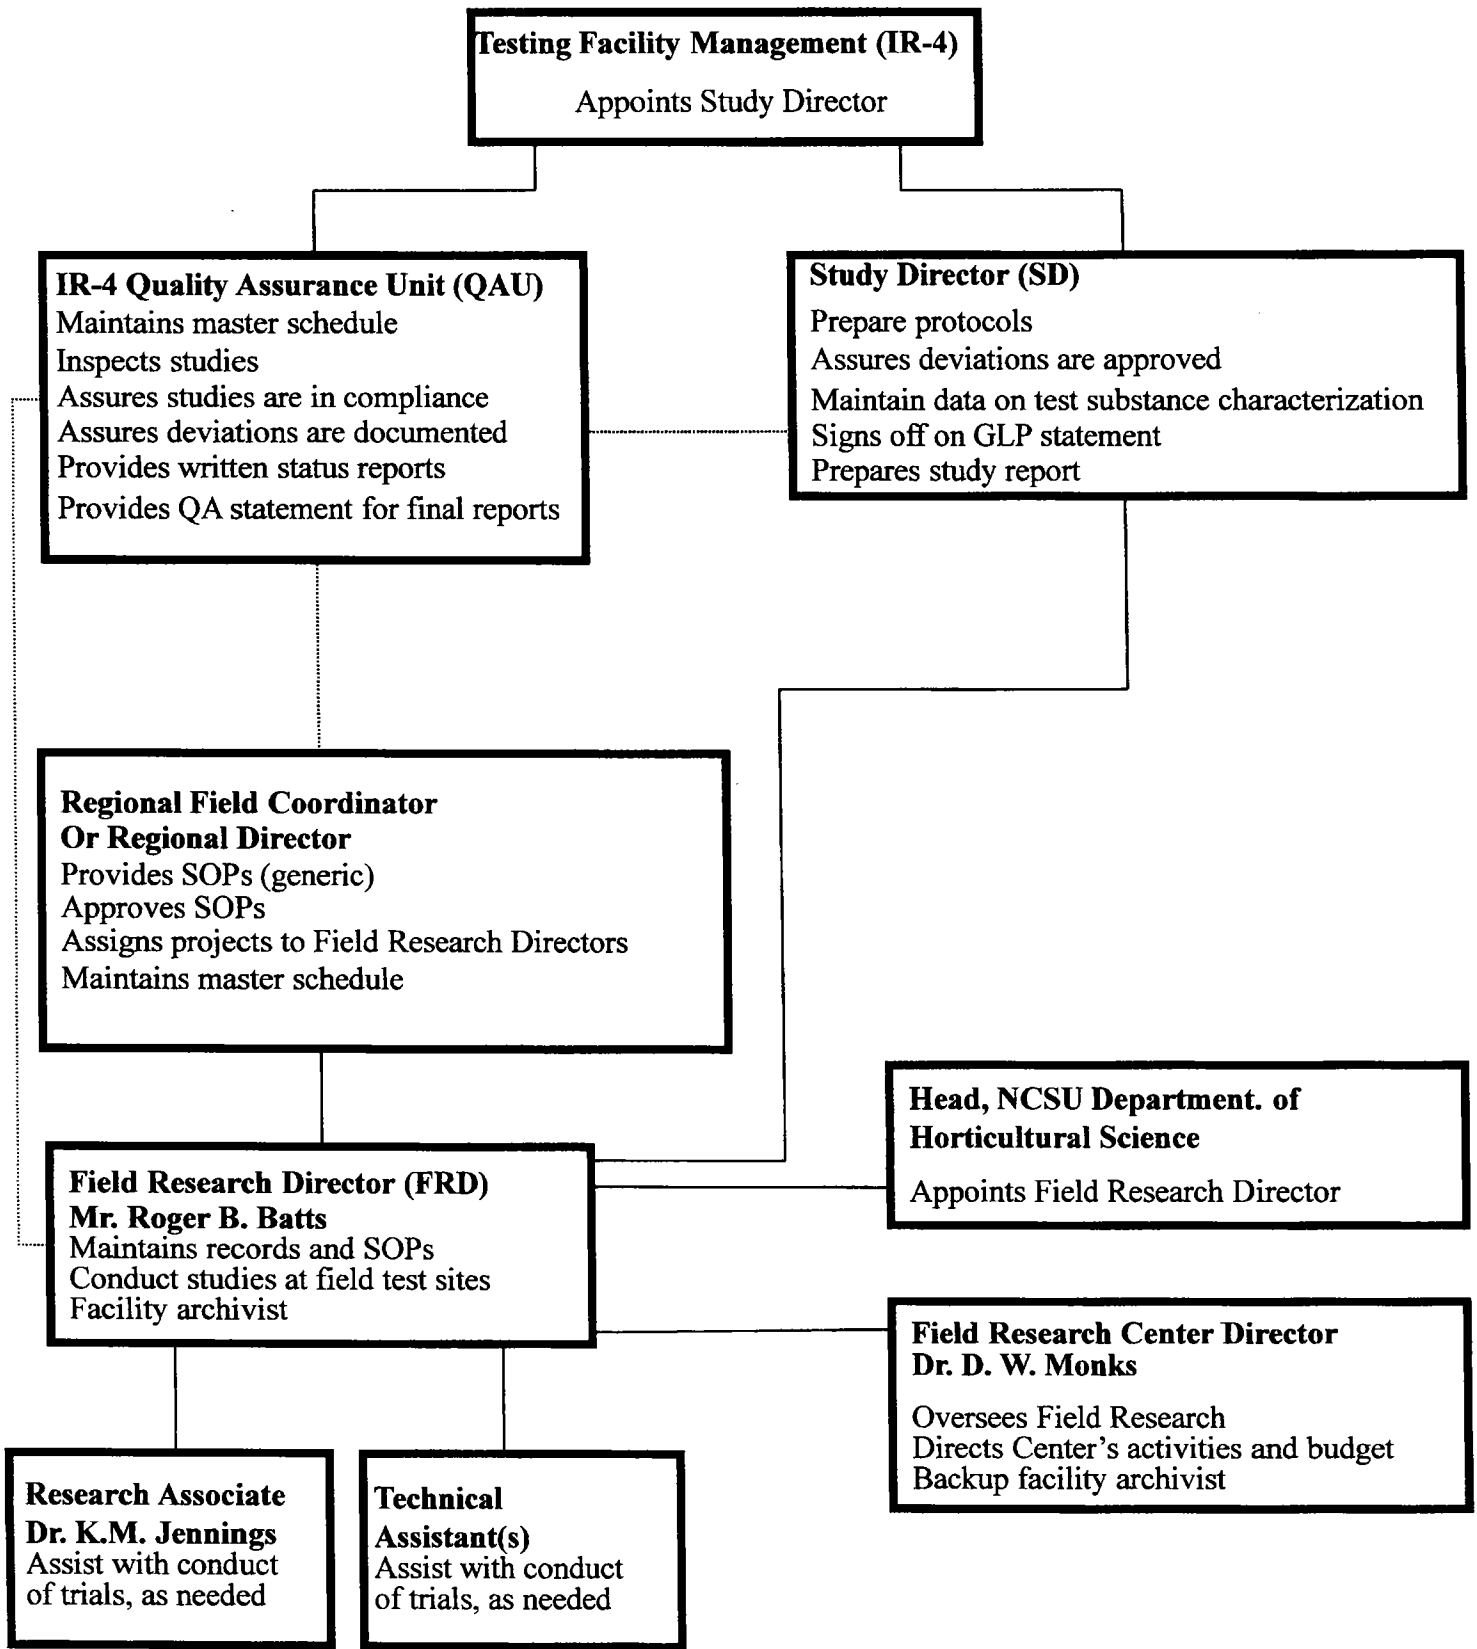 Testing Facility Management (IR-4)
Appoints Study Director
IR-4 Quality Assurance Unit (QAU)
Maintains master schedule
Inspects studies
Assures studies are in compliance
Assures deviations are documented
Provides written status reports
Provides QA statement for final reports
Study Director (SD)
Prepare protocols
Assures deviations are approved
Maintain data on test substance characterization
Signs off on GLP statement
Prepares study report
Regional Field Coordinator
Or Regional Director
Provides SOPs (generic)
Approves SOPs
Assigns projects to Field Research Directors
Maintains master schedule
Head, NCSU Department. of
Horticultural Science
Appoints Field Research Director
Field Research Director (FRD)
Mr. Roger B. Batts
Maintains records and SOPs
Conduct studies at field test sites
Facility archivist
Field Research Center Director
Dr. D. W. Monks
Oversees Field Research
Directs Center's activities and budget
Backup facility archivist
Research Associate
Dr. K.M. Jennings
Assist with conduct
of trials, as needed
Technical
Assistant(s)
Assist with conduct
of trials, as needed